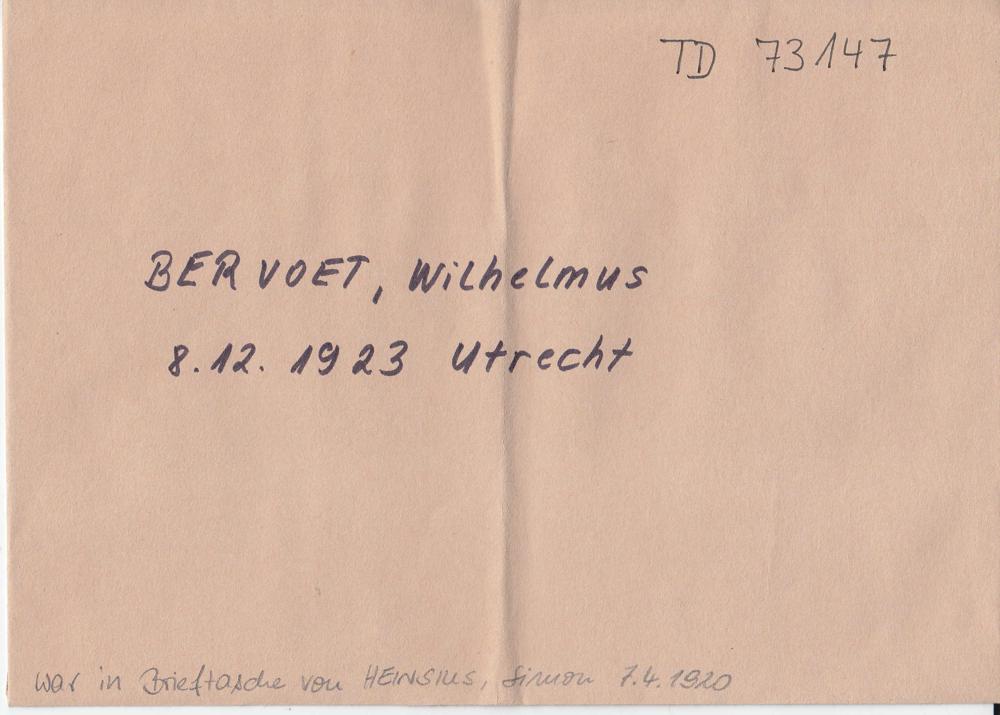 TD 73147
BERVOET, Wilhelmus
8.12.1923 Utrecht
war in Brieftasche von HEINSIUS, Simon 7.4.1920